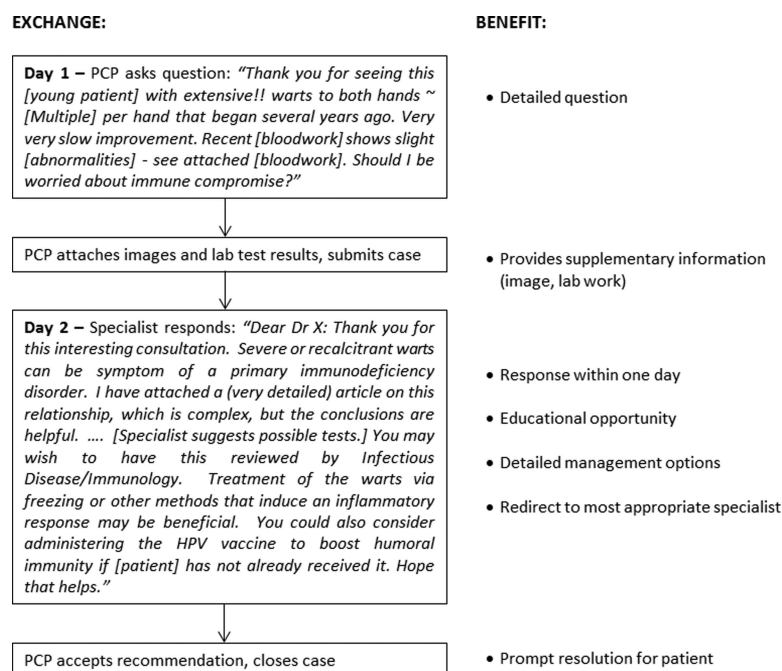 EXCHANGE:
BENEFIT:
Day 1 – PCP asks question: “Thank you for seeing this
[young patient] with extensive!! warts to both hands ~
[Multiple] per hand that began several years ago. Very
very slow improvement. Recent [bloodwork] shows slight
[abnormalities] - see attached [bloodwork]. Should I be
worried about immune compromise?”
• Detailed question
PCP attaches images and lab test results, submits case
• Provides supplementary information
(image, lab work)
Day 2 – Specialist responds: “Dear Dr X: Thank you for
this interesting consultation. Severe or recalcitrant warts
can be symptom of a primary immunodeficiency
disorder. I have attached a (very detailed) article on this
relationship, which is complex, but the conclusions are
helpful. .... [Specialist suggests possible tests.] You may
wish to have this reviewed by Infectious
Disease/Immunology. Treatment of the warts via
freezing or other methods that induce an inflammatory
response may be beneficial. You could also consider
administering the HPV vaccine to boost humoral
immunity if [patient] has not already received it. Hope
that helps.”
• Response within one day
• Educational opportunity
• Detailed management options
• Redirect to most appropriate specialist
PCP accepts recommendation, closes case
• Prompt resolution for patient